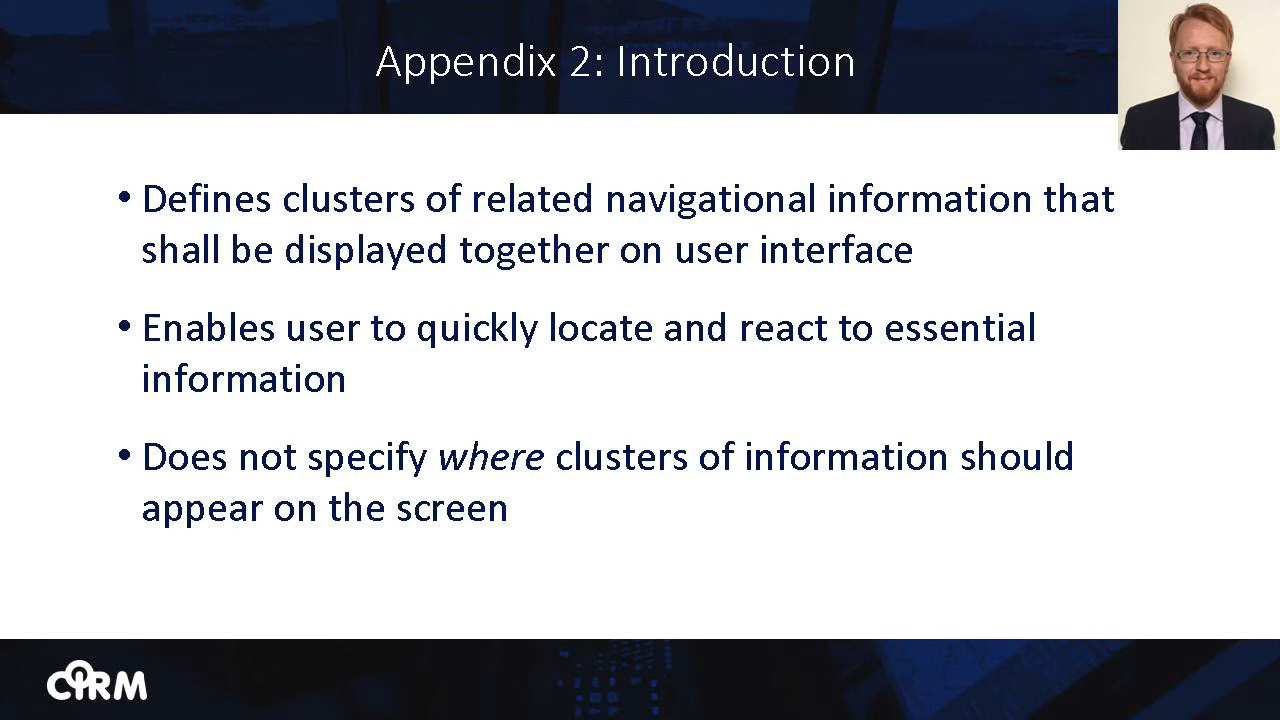 Appendix 2: Introduction
• Defines clusters of related navigational information that
shall be displayed together on user interface
• Enables user to quickly locate and react to essential
information
• Does not specify where clusters of information should
appear on the screen
CIRM